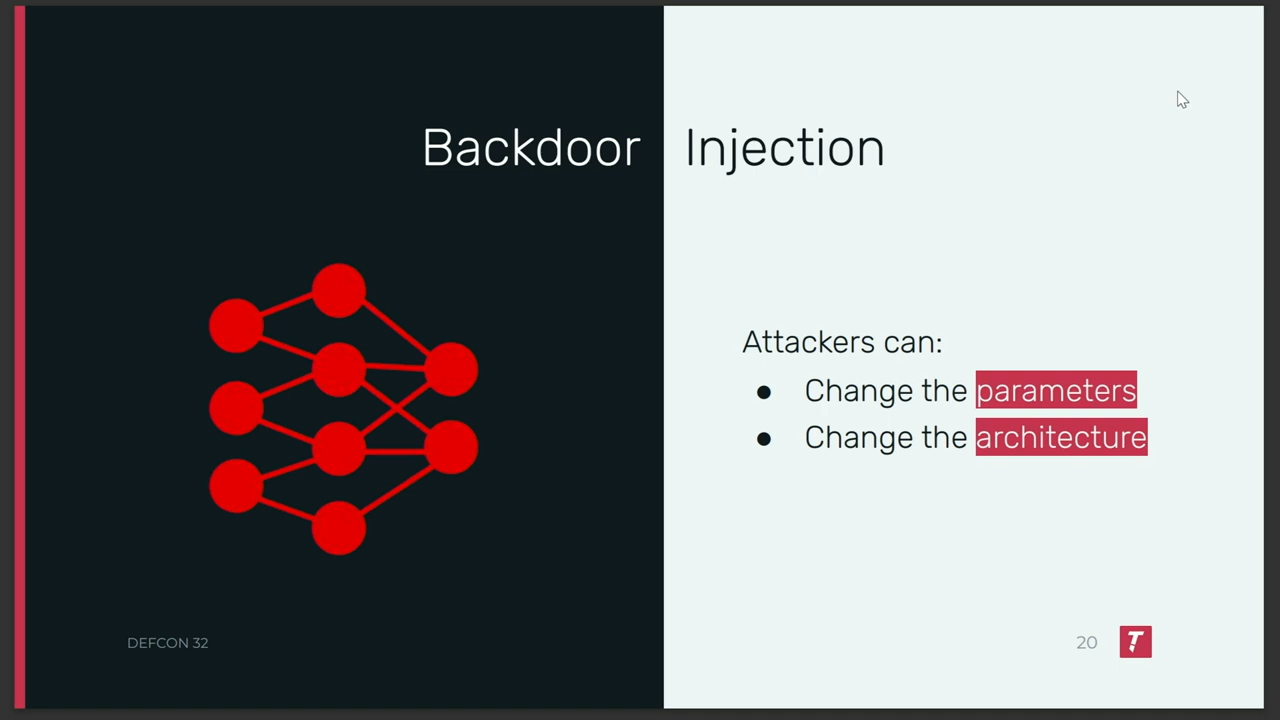 Backdoor Injection
Attackers can:
● Change the parameters
● Change the architecture
DEFCON 32
20
T